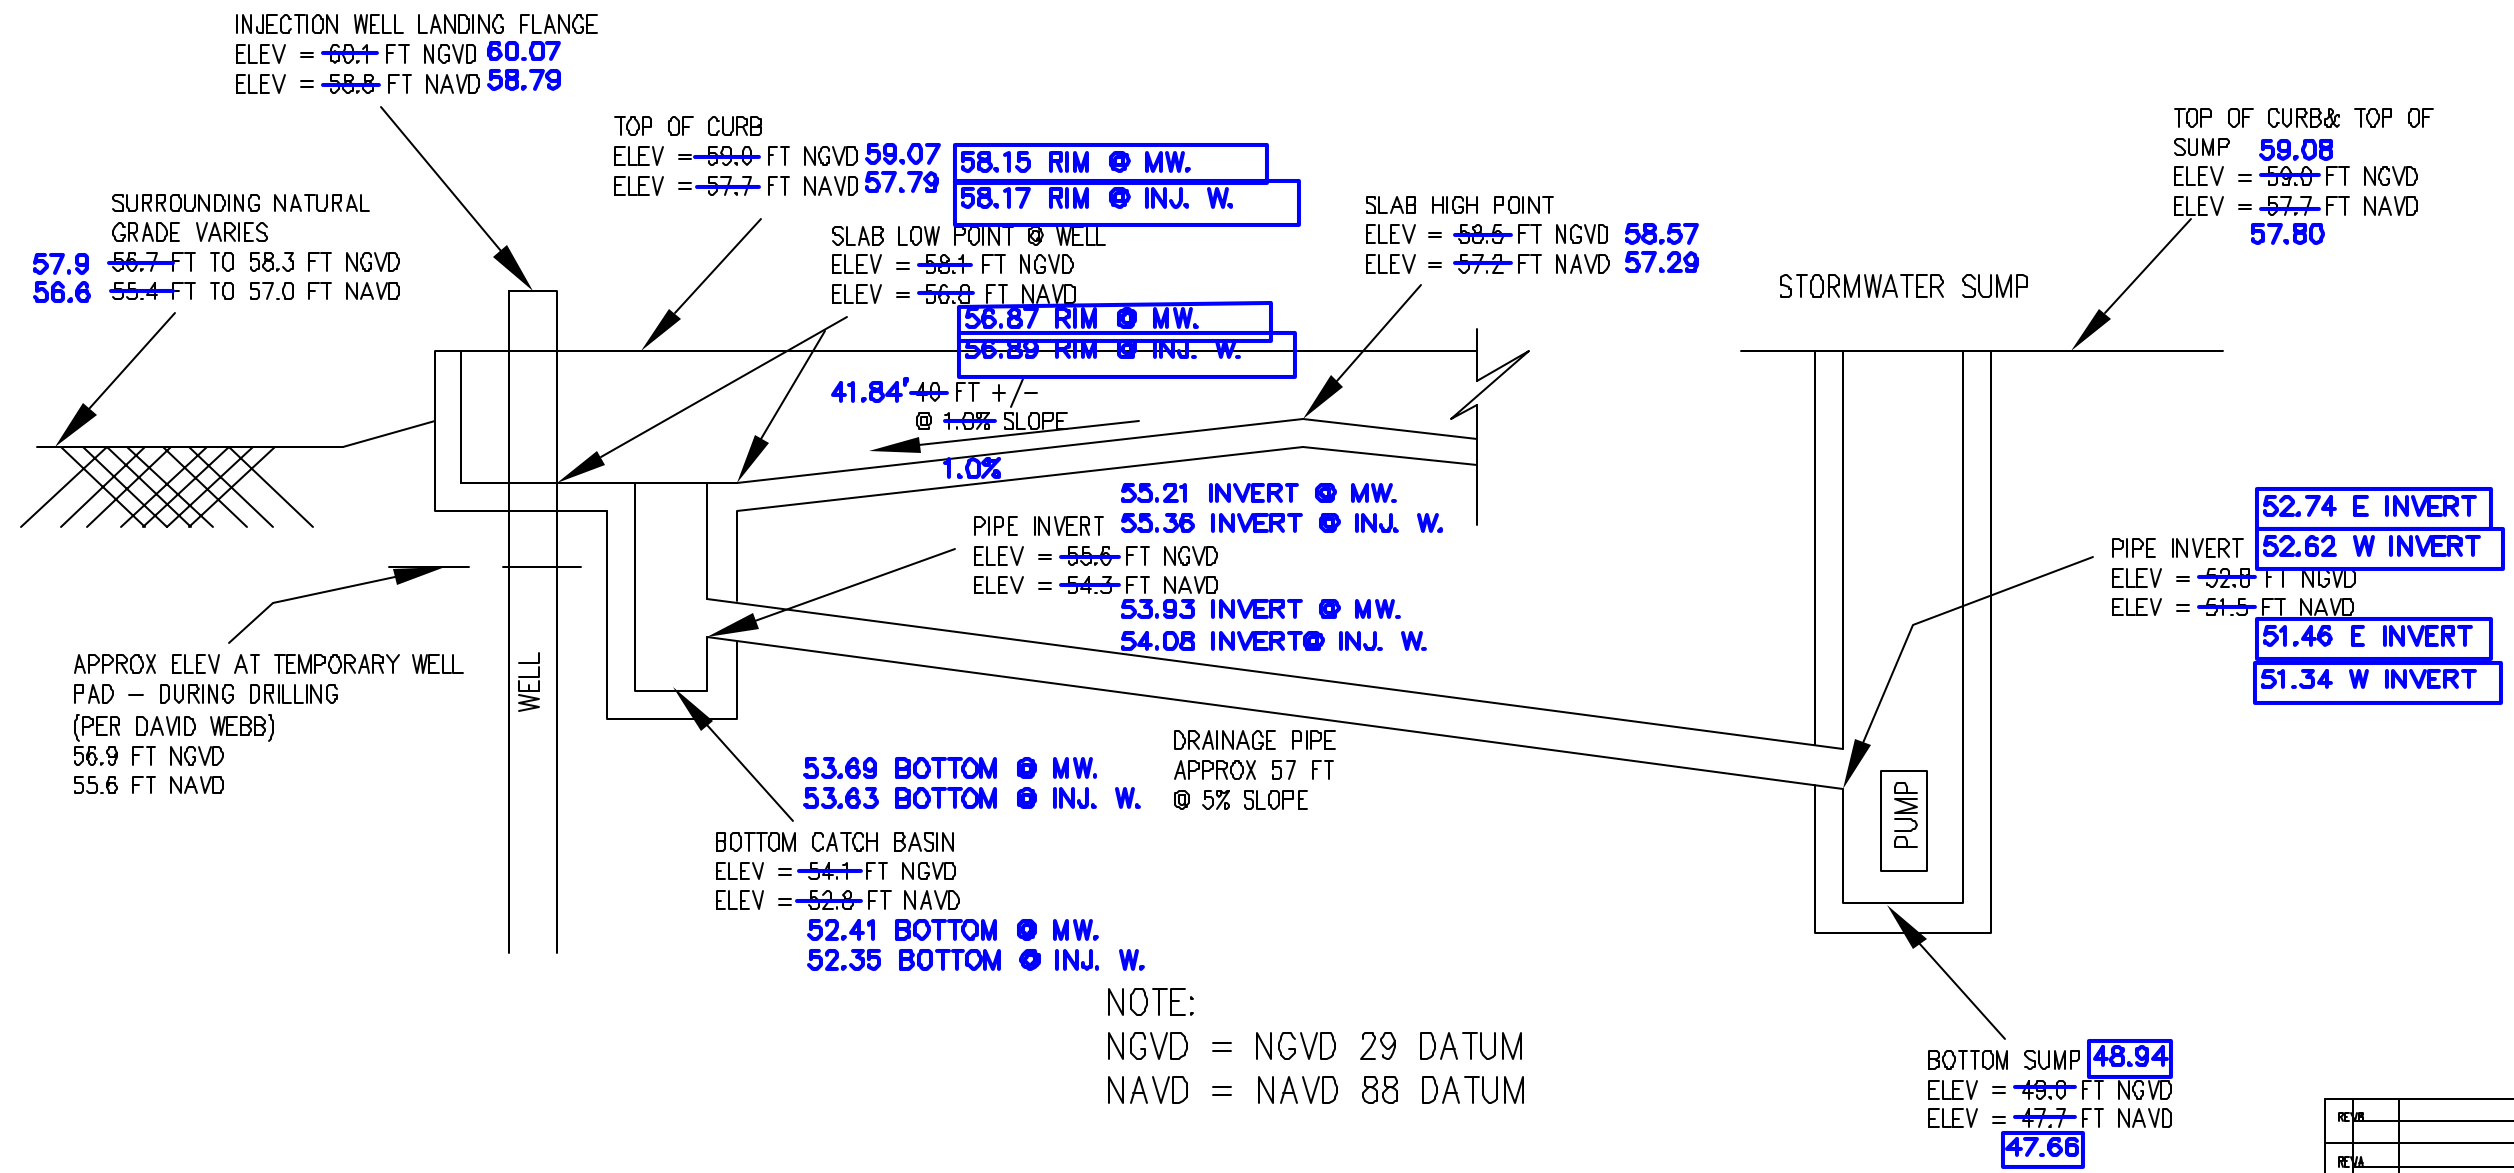 INJECTION WELL LANDING FLANGE
ELEV = 60.1 FT NGVD 60.07
ELEV = 58.8 FT NAVD 58.79
TOP OF CURB
ELEV = 59.0 FT NGVD 59.07
ELEV = 57.7 FT NAVD 57.79
58.15 RIM @ MW.
58.17 RIM @ INJ. W.
TOP OF CURB& TOP OF
SUMP 59.08
ELEV = 59.0 FT NGVD
ELEV = 57.7 FT NAVD
57.80
SURROUNDING NATURAL
GRADE VARIES
57.9 56.7 FT TO 58.3 FT NGVD
56.6 55.4 FT TO 57.0 FT NAVD
SLAB LOW POINT @ WELL
ELEV = 58.1 FT NGVD
ELEV = 56.8 FT NAVD
56.87 RIM @ MW.
56.89 RIM @ INJ. W.
SLAB HIGH POINT
ELEV = 58.5 FT NGVD 58.57
ELEV = 57.2 FT NAVD 57.29
STORMWATER SUMP
41.84' 40 FT + -
@ 1.0% SLOPE
1.0%
55.21 INVERT @ MW.
55.36 INVERT @ INJ. W.
PIPE INVERT
ELEV = 55.6 FT NGVD
ELEV = 54.3 FT NAVD
53.93 INVERT @ MW.
54.08 INVERT@ INJ. W.
52.74 E INVERT
52.62 W INVERT
PIPE INVERT
ELEV = 52.8 FT NGVD
ELEV = 51.5 FT NAVD
51.46 E INVERT
51.34 W INVERT
APPROX ELEV AT TEMPORARY WELL
PAD - DURING DRILLING
(PER DAVID WEBB)
56.9 FT NGVD
55.6 FT NAVD
WELL
53.69 BOTTOM @ MW.
53.63 BOTTOM @ INJ. W.
DRAINAGE PIPE
APPROX 57 FT
@ 5% SLOPE
PUMP
BOTTOM CATCH BASIN
ELEV = 54.1 FT NGVD
ELEV = 52.8 FT NAVD
52.41 BOTTOM @ MW.
52.35 BOTTOM @ INJ. W.
NOTE:
NGVD = NGVD 29 DATUM
NAVD = NAVD 88 DATUM
BOTTOM SUMP 48.94
ELEV = 49.0 FT NGVD
ELEV = 47.7 FT NAVD
47.66
REVB
REVA